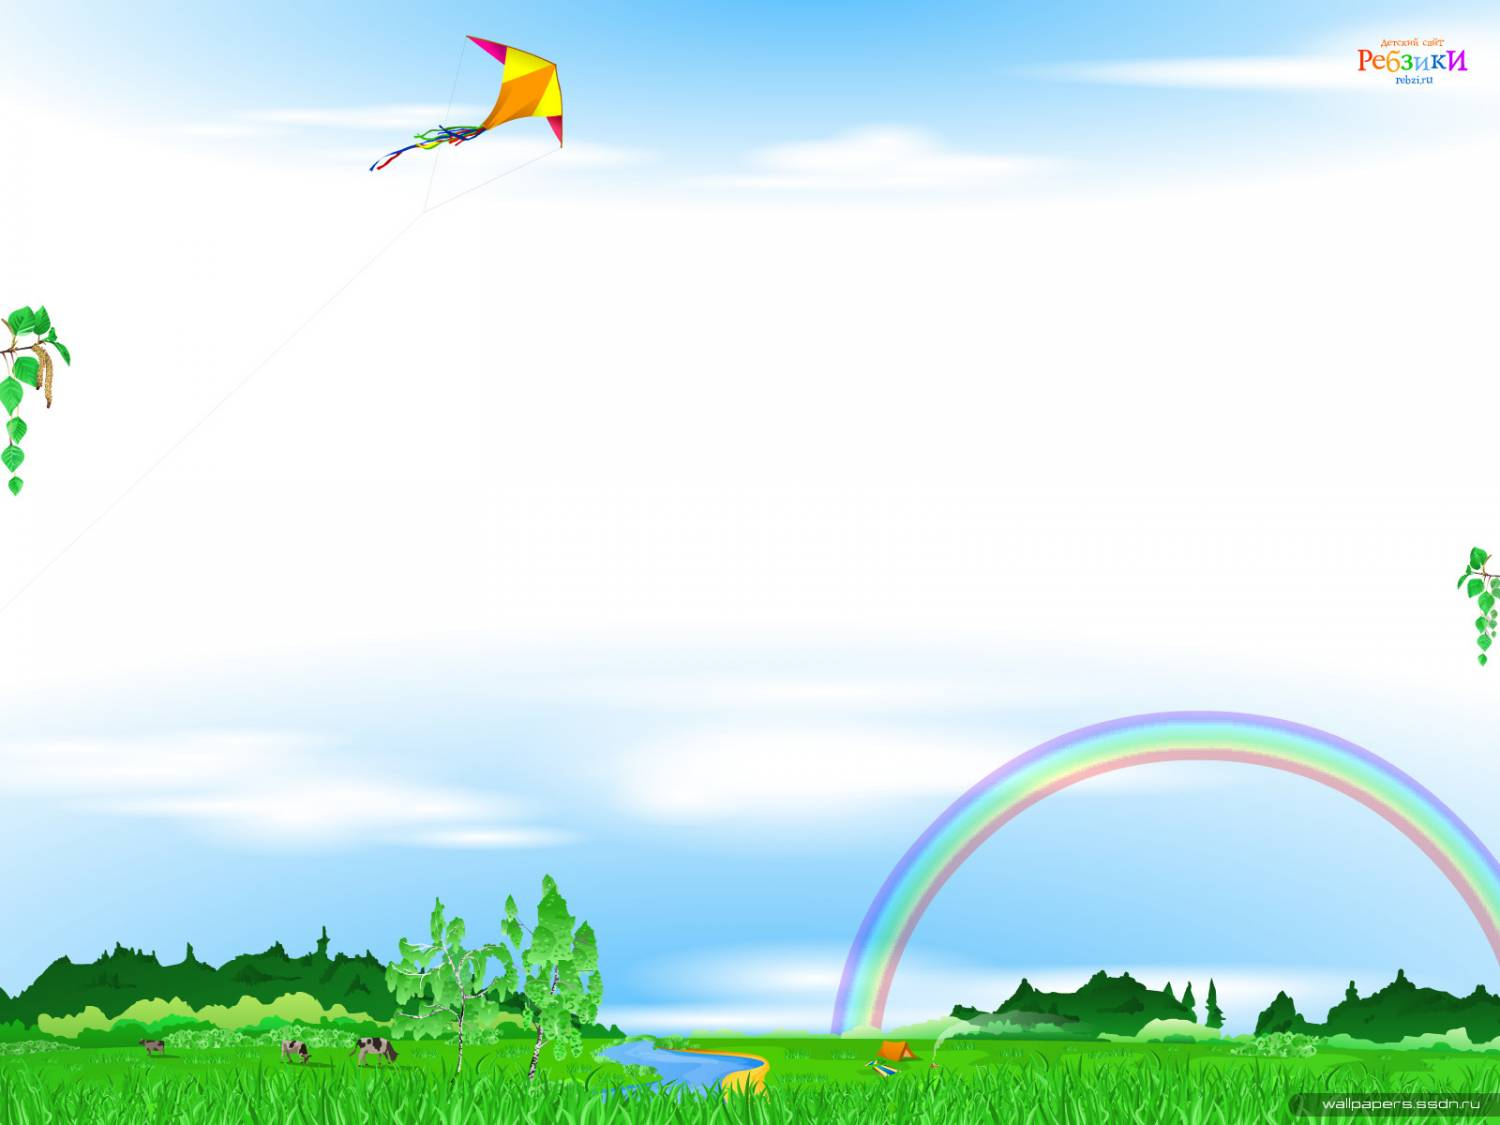 Детский сайт
Ребзики
rebzi.ru
wallpapers.ssdn.ru